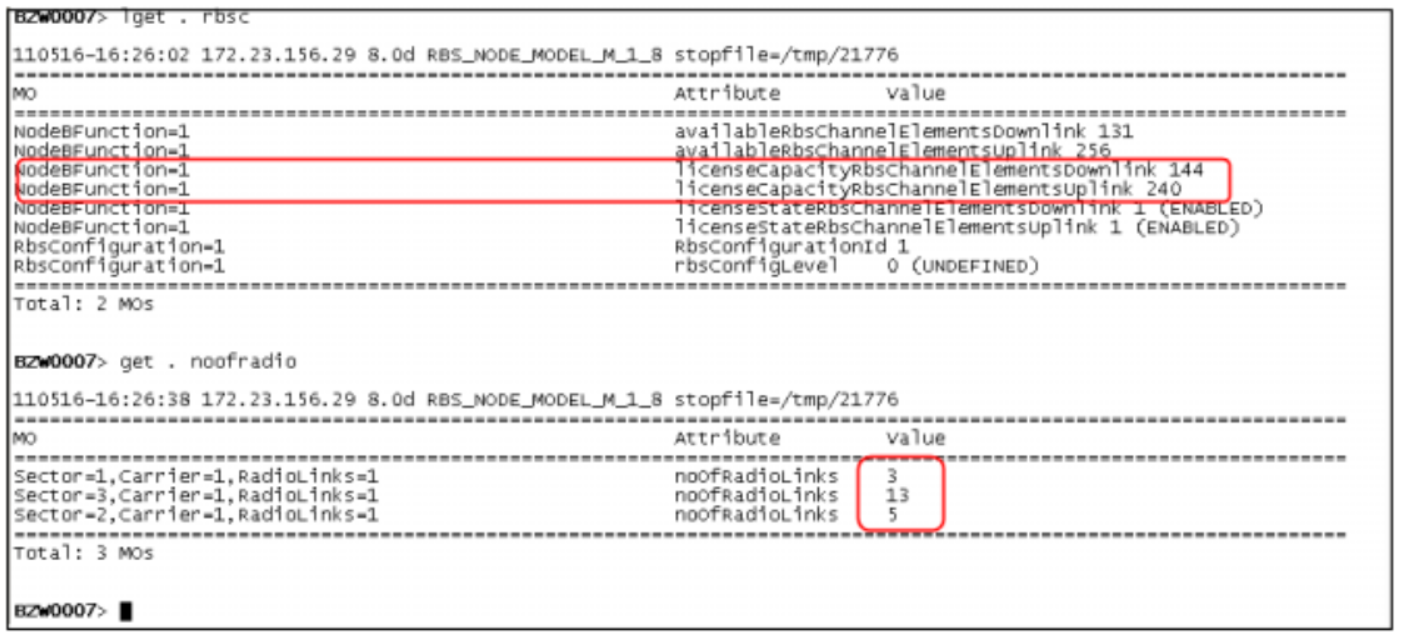 BZW0007> lget . rbsc
110516-16:26:02 172.23.156.29 8.0d RBS_NODE_MODEL_M_1_8 stopfile=/tmp/21776
=================================================================================================================
MO Attribute Value
=================================================================================================================
NodeBFunction=1 availableRbsChannelElementsDownlink 131
NodeBFunction=1 availableRbsChannelElementsUplink 256
NodeBFunction=1 licenseCapacityRbsChannelElementsDownlink 144
NodeBFunction=1 licenseCapacityRbsChannelElementsUplink 240
NodeBFunction=1 licenseStateRbsChannelElementsDownlink 1 (ENABLED)
NodeBFunction=1 licenseStateRbsChannelElementsUplink 1 (ENABLED)
RbsConfiguration=1 RbsConfigurationId 1
RbsConfiguration=1 rbsConfigLevel 0 (UNDEFINED)
=================================================================================================================
Total: 2 MOs
BZW0007> get . noofradio
110516-16:26:38 172.23.156.29 8.0d RBS_NODE_MODEL_M_1_8 stopfile=/tmp/21776
=================================================================================================================
MO Attribute Value
=================================================================================================================
Sector=1,Carrier=1,RadioLinks=1 noOfRadioLinks 3
Sector=3,Carrier=1,RadioLinks=1 noOfRadioLinks 13
Sector=2,Carrier=1,RadioLinks=1 noOfRadioLinks 5
=================================================================================================================
Total: 3 MOs
BZW0007>